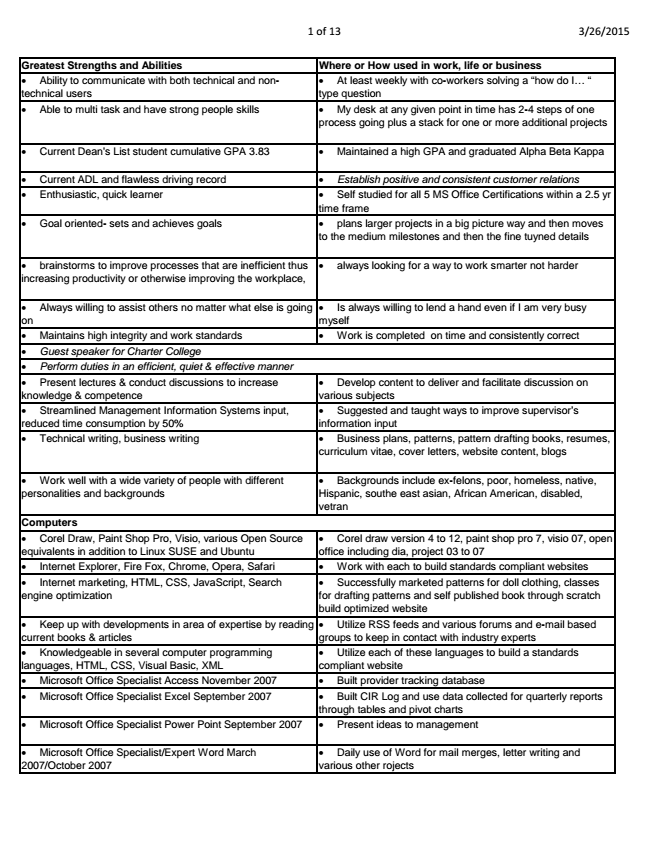 1 of 13 3/26/2015
Greatest Strengths and Abilities Where or How used in work, life or business
• Ability to communicate with both technical and non-
technical users
• At least weekly with co-workers solving a “how do I… “
type question
• Able to multi task and have strong people skills
• My desk at any given point in time has 2-4 steps of one
process going plus a stack for one or more additional projects
• Current Dean's List student cumulative GPA 3.83
• Maintained a high GPA and graduated Alpha Beta Kappa
• Current ADL and flawless driving record
• Establish positive and consistent customer relations
• Enthusiastic, quick learner
• Self studied for all 5 MS Office Certifications within a 2.5 yr
time frame
• Goal oriented- sets and achieves goals
• plans larger projects in a big picture way and then moves
to the medium milestones and then the fine tuyned details
• brainstorms to improve processes that are inefficient thus
increasing productivity or otherwise improving the workplace,
• always looking for a way to work smarter not harder
• Always willing to assist others no matter what else is going
on
• Is always willing to lend a hand even if I am very busy
myself
• Maintains high integrity and work standards
• Work is completed on time and consistently correct
• Guest speaker for Charter College
• Perform duties in an efficient, quiet & effective manner
• Present lectures & conduct discussions to increase
knowledge & competence
• Develop content to deliver and facilitate discussion on
various subjects
• Streamlined Management Information Systems input,
reduced time consumption by 50%
• Suggested and taught ways to improve supervisor's
information input
• Technical writing, business writing
• Business plans, patterns, pattern drafting books, resumes,
curriculum vitae, cover letters, website content, blogs
• Work well with a wide variety of people with different
personalities and backgrounds
• Backgrounds include ex-felons, poor, homeless, native,
Hispanic, southe east asian, African American, disabled,
vetran
Computers
• Corel Draw, Paint Shop Pro, Visio, various Open Source
equivalents in addition to Linux SUSE and Ubuntu
• Corel draw version 4 to 12, paint shop pro 7, visio 07, open
office including dia, project 03 to 07
• Internet Explorer, Fire Fox, Chrome, Opera, Safari
• Work with each to build standards compliant websites
• Internet marketing, HTML, CSS, JavaScript, Search
engine optimization
• Successfully marketed patterns for doll clothing, classes
for drafting patterns and self published book through scratch
build optimized website
• Keep up with developments in area of expertise by reading
current books & articles
• Utilize RSS feeds and various forums and e-mail based
groups to keep in contact with industry experts
• Knowledgeable in several computer programming
languages, HTML, CSS, Visual Basic, XML
• Utilize each of these languages to build a standards
compliant website
• Microsoft Office Specialist Access November 2007
• Built provider tracking database
• Microsoft Office Specialist Excel September 2007
• Built CIR Log and use data collected for quarterly reports
through tables and pivot charts
• Microsoft Office Specialist Power Point September 2007
• Present ideas to management
• Microsoft Office Specialist/Expert Word March
2007/October 2007
• Daily use of Word for mail merges, letter writing and
various other rojects